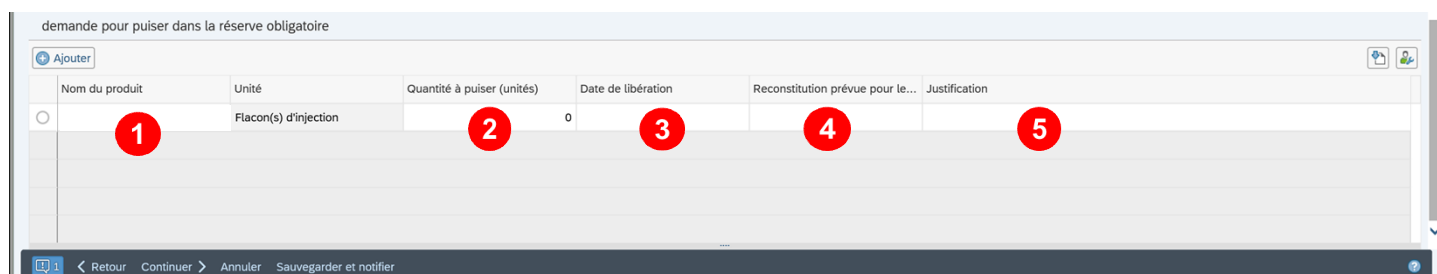 demande pour puiser dans la réserve obligatoire
Ajouter
Nom du produit Unité Quantité à puiser (unités) Date de libération Reconstitution prévue pour le... Justification
Flacon(s) d'injection 0
1 2 3 4 5
1 Retour Continuer Annuler Sauvegarder et notifier ?